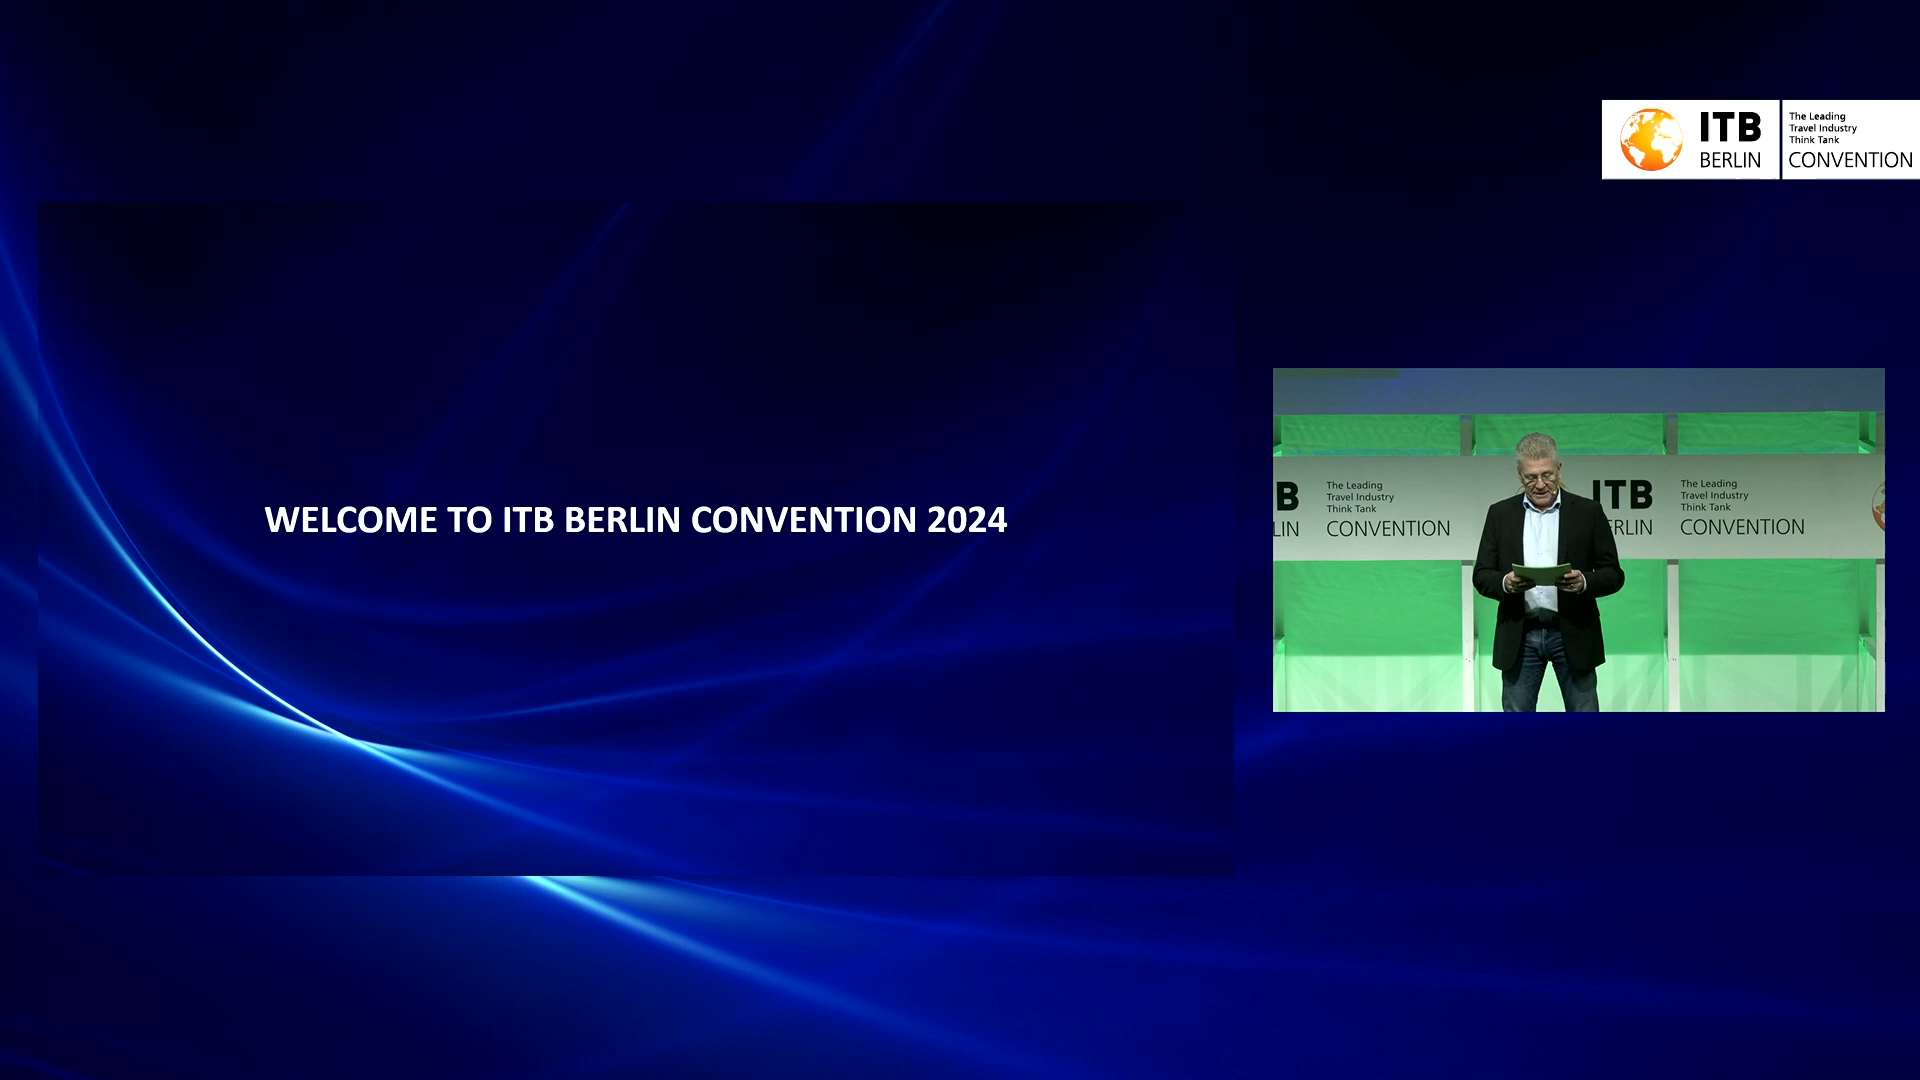 ITB
BERLIN
The Leading
Travel Industry
Think Tank
CONVENTION
WELCOME TO ITB BERLIN CONVENTION 2024
B
LIN
The Leading
Travel Industry
Think Tank
CONVENTION
ITB
ERLIN
The Leading
Travel Industry
Think Tank
CONVENTION